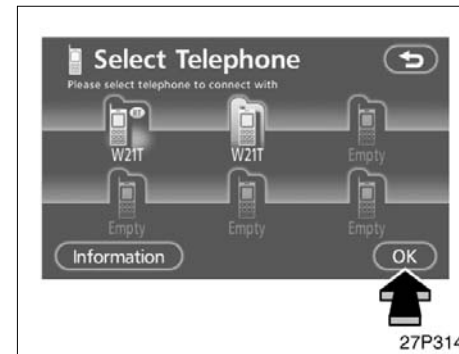 Select Telephone
Please select telephone to connect with
BT
W21T W21T Empty
Empty Empty Empty
Information OK
27P314